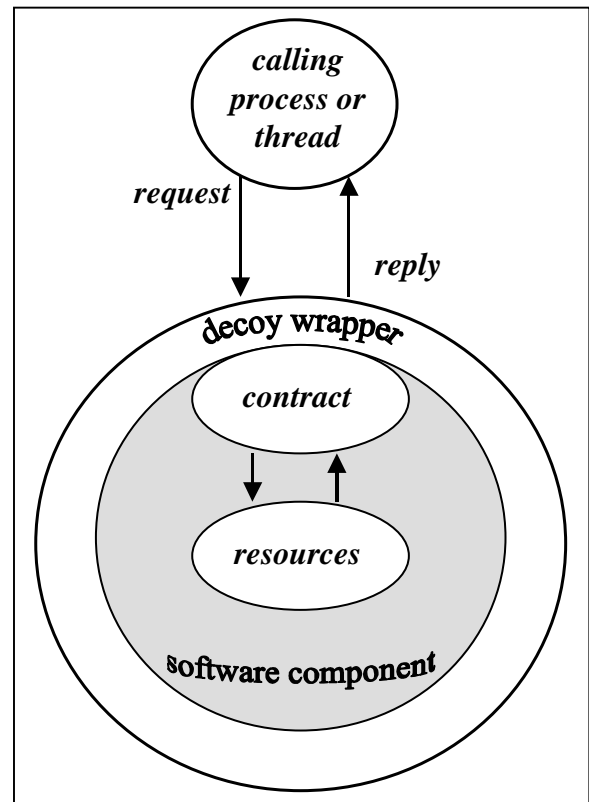 calling
process or
thread
request
reply
decoy wrapper
contract
resources
software component